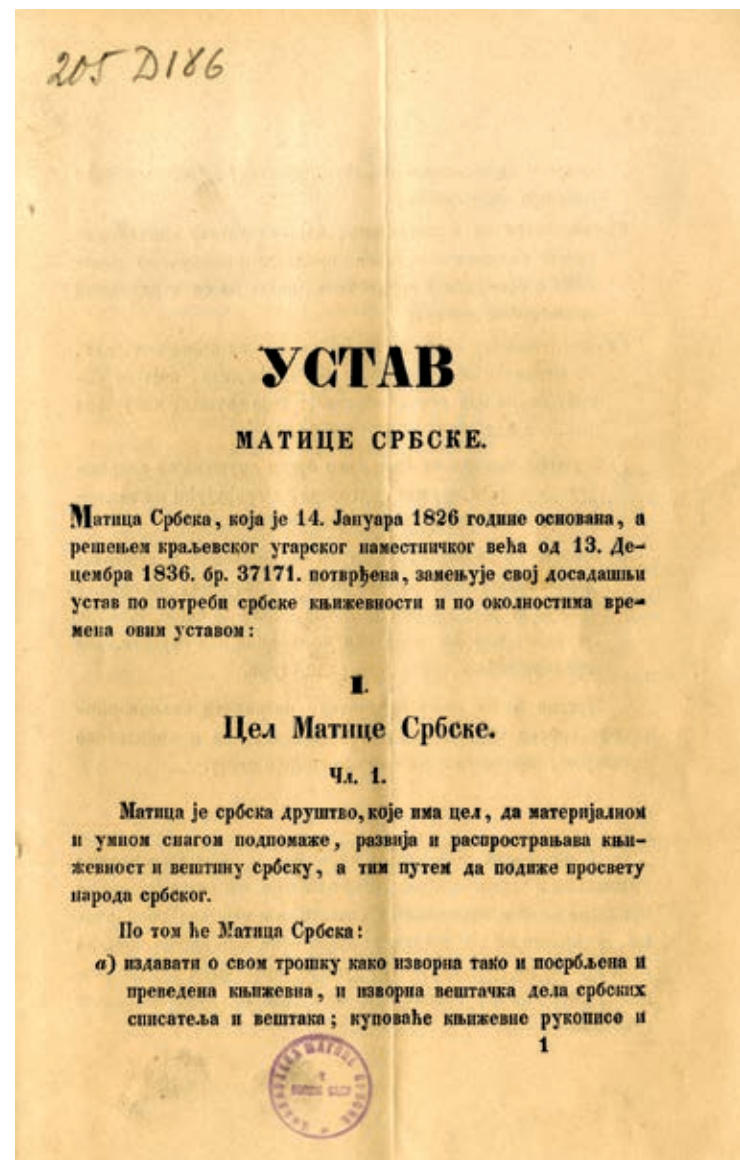 205 D186
УСТАВ
МАТИЦЕ СРБСКЕ.
Матица Србска, која је 14. Јануара 1826 године основана, а
решењем краљевског угарског наместничког већа од 13. Де-
цембра 1836. бр. 37171. потврђена, замењује свој досадашњи
устав по потреби србске књижевности и по околностима вре-
мена овим уставом:
I.
Цел Матице Србске.
Чл. 1.
Матица је србска друштво, које има цел, да материјалном
и умном снагом подпомаже, развија и распрострањава књи-
жевност и вештину србску, а тим путем да подиже просвету
народа србског.
По том ће Матица Србска:
а) издавати о свом трошку како изворна тако и посрбљена и
преведена књижевна, и изворна вештачка дела србских
списатеља и вештака; куповаће књижевне рукописе и
1